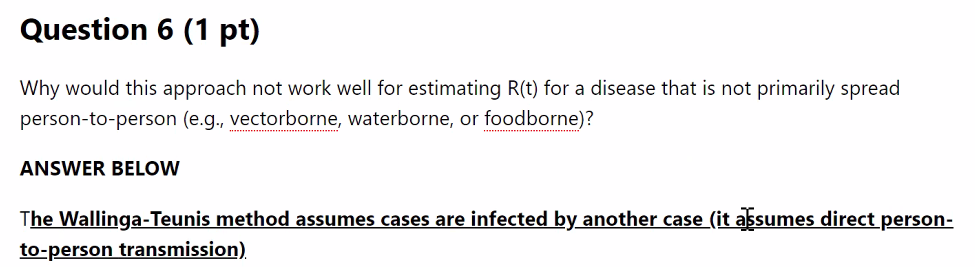 Question 6 (1 pt)
Why would this approach not work well for estimating R(t) for a disease that is not primarily spread
person-to-person (e.g., vectorborne, waterborne, or foodborne)?
ANSWER BELOW
The Wallinga-Teunis method assumes cases are infected by another case (it assumes direct person-
to-person transmission)